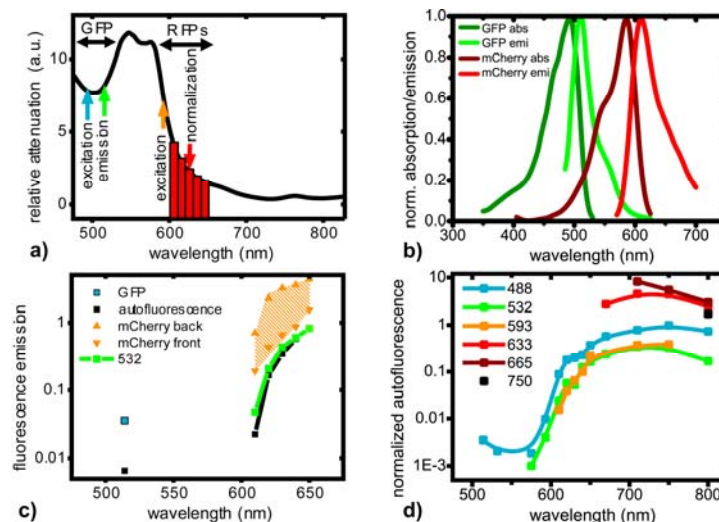 GFP
RFPs
relative attenuation (a.u.)
10
5
0
excitation
emission
excitation
normalization
500
600
700
800
wavelength (nm)
a)
norm. absorption/emission
1.0
0.8
0.6
0.4
0.2
0.0
GFP abs
GFP emi
mCherry abs
mCherry emi
300
400
500
600
700
wavelength (nm)
b)
fluorescence emission
1
0.1
0.01
GFP
autofluorescence
mCherry back
mCherry front
532
500
550
600
650
wavelength (nm)
c)
normalized autofluorescence
10
1
0.1
0.01
1E-3
488
532
593
633
665
750
500
600
700
800
wavelength (nm)
d)